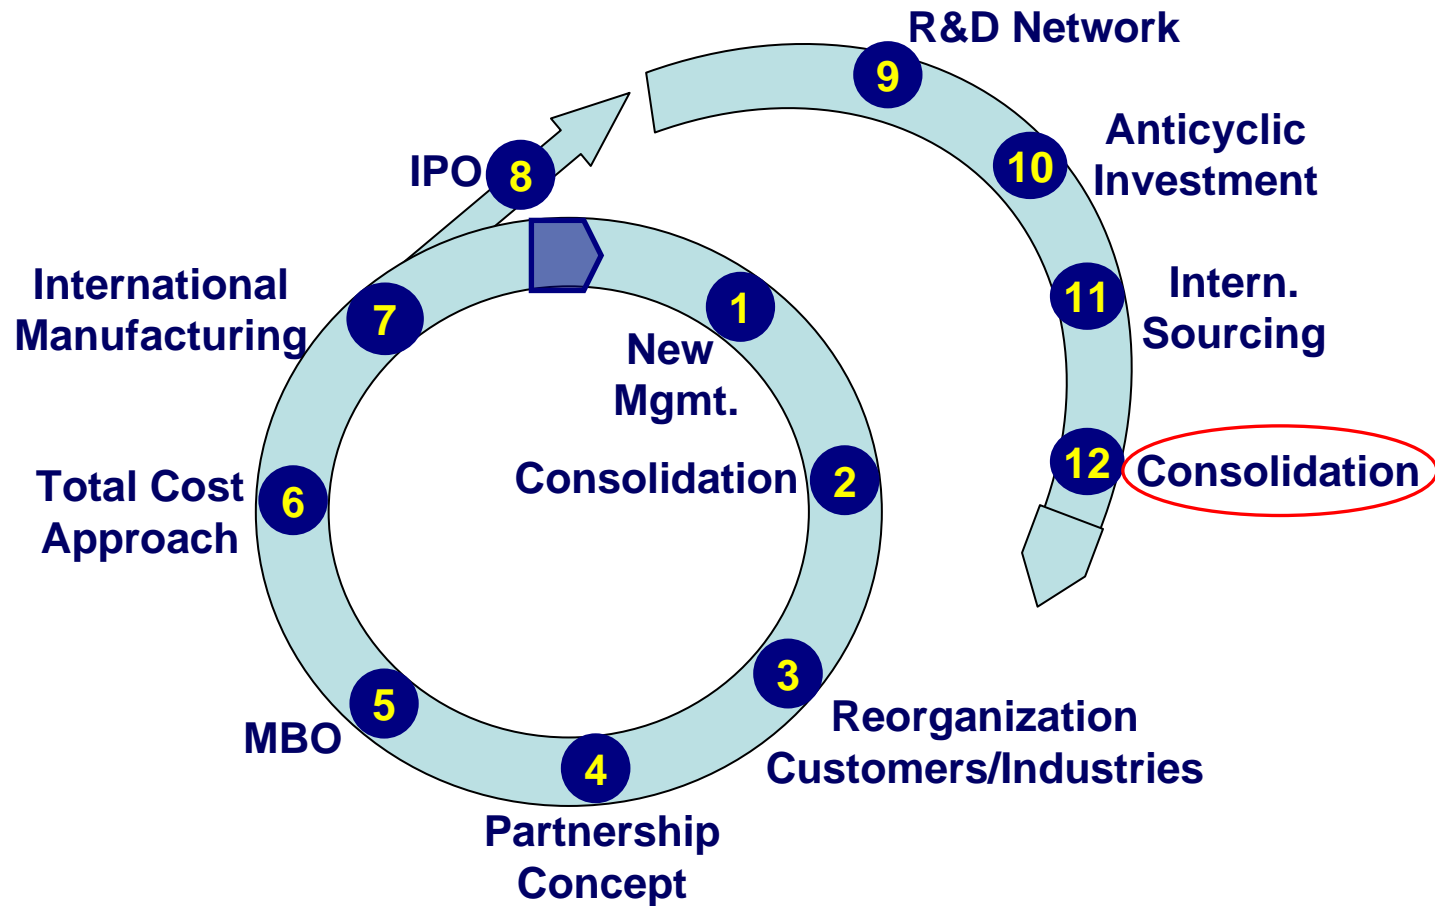 R&D Network
9
Anticyclic
Investment
10
IPO
8
International
Manufacturing
7
1
New
Mgmt.
11
Intern.
Sourcing
Total Cost
Approach
6
Consolidation
2
12
Consolidation
3
Reorganization
Customers/Industries
5
MBO
4
Partnership
Concept